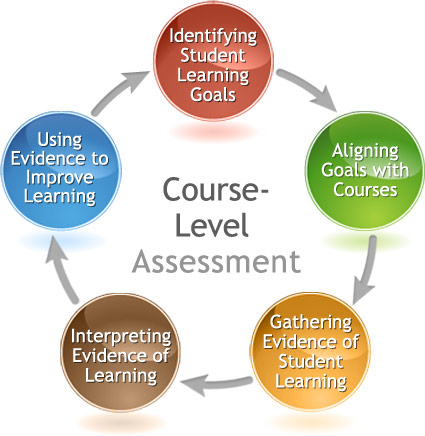 Identifying
Student
Learning
Goals
Aligning
Goals with
Courses
Gathering
Evidence of
Student
Learning
Interpreting
Evidence of
Learning
Using
Evidence to
Improve
Learning
Course-
Level
Assessment